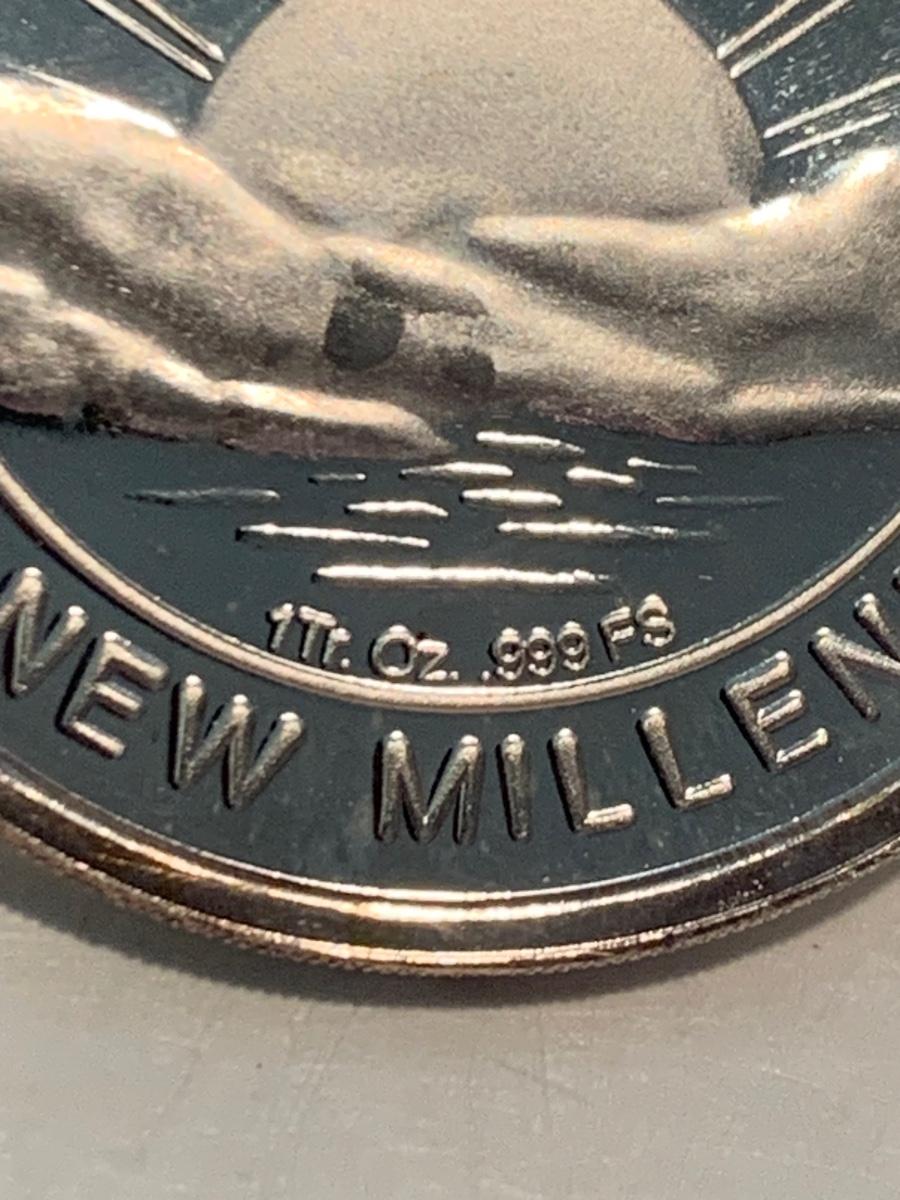 1Tr. Oz. .999 FS
NEW MILLEN